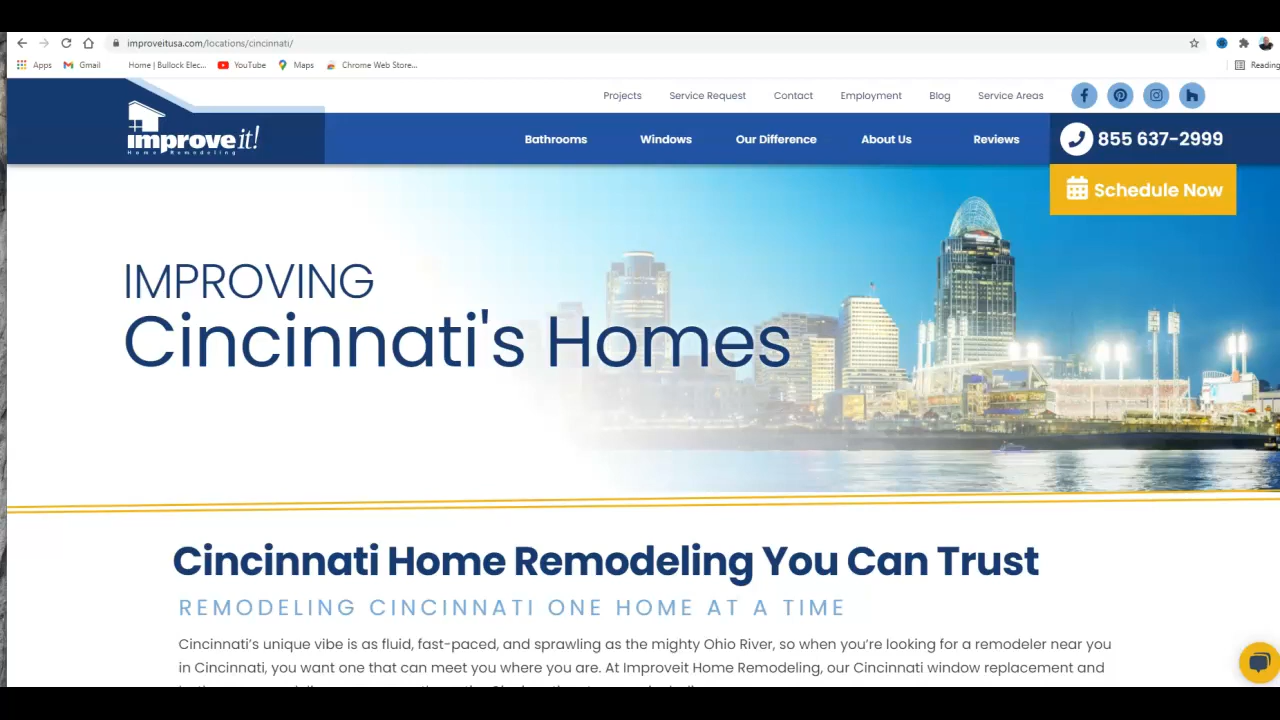 improveitusa.com/locations/cincinnati/
Apps Gmail Home | Bullock Elec... YouTube Maps Chrome Web Store... Reading
Projects Service Request Contact Employment Blog Service Areas
improveit!
Home Remodeling
Bathrooms Windows Our Difference About Us Reviews 855 637-2999
Schedule Now
IMPROVING
Cincinnati's Homes
Cincinnati Home Remodeling You Can Trust
REMODELING CINCINNATI ONE HOME AT A TIME
Cincinnati’s unique vibe is as fluid, fast-paced, and sprawling as the mighty Ohio River, so when you’re looking for a remodeler near you
in Cincinnati, you want one that can meet you where you are. At Improveit Home Remodeling, our Cincinnati window replacement and